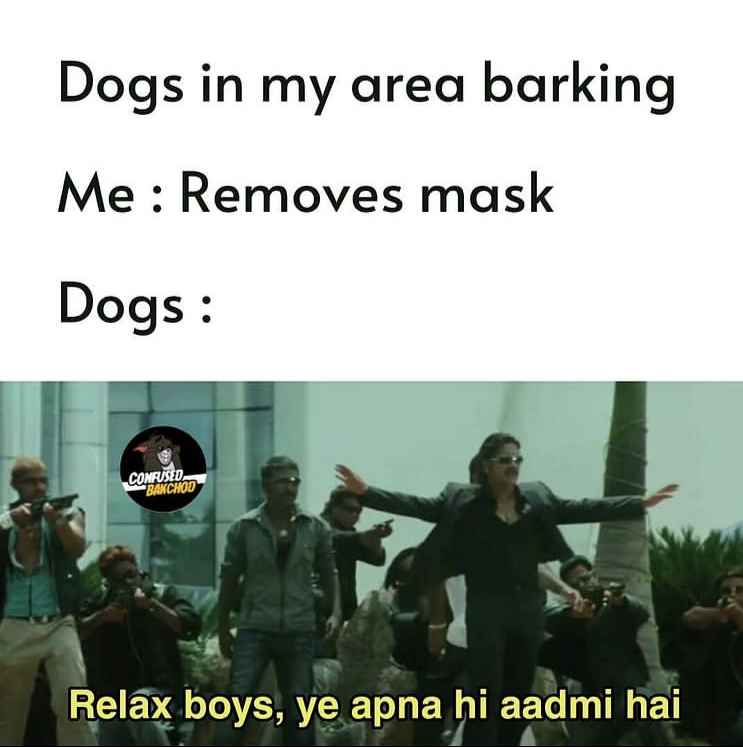 Dogs in my area barking
Me : Removes mask
Dogs :
CONFUSED
BAKCHOD
Relax boys, ye apna hi aadmi hai